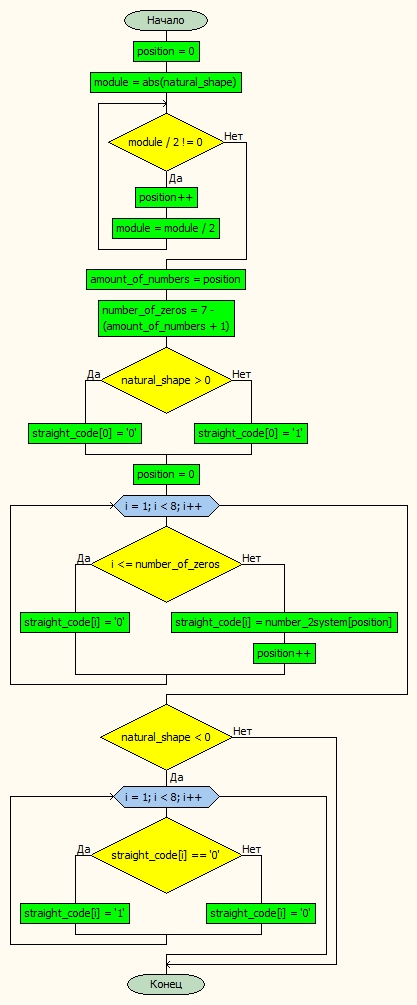 Начало
position = 0
module = abs(natural_shape)
module / 2 != 0
Нет
Да
position++
module = module / 2
amount_of_numbers = position
number_of_zeros = 7 -
(amount_of_numbers + 1)
natural_shape > 0
Да
Нет
straight_code[0] = '0'
straight_code[0] = '1'
position = 0
i = 1; i < 8; i++
i <= number_of_zeros
Да
Нет
straight_code[i] = '0'
straight_code[i] = number_2system[position]
position++
natural_shape < 0
Нет
Да
i = 1; i < 8; i++
straight_code[i] == '0'
Да
Нет
straight_code[i] = '1'
straight_code[i] = '0'
Конец